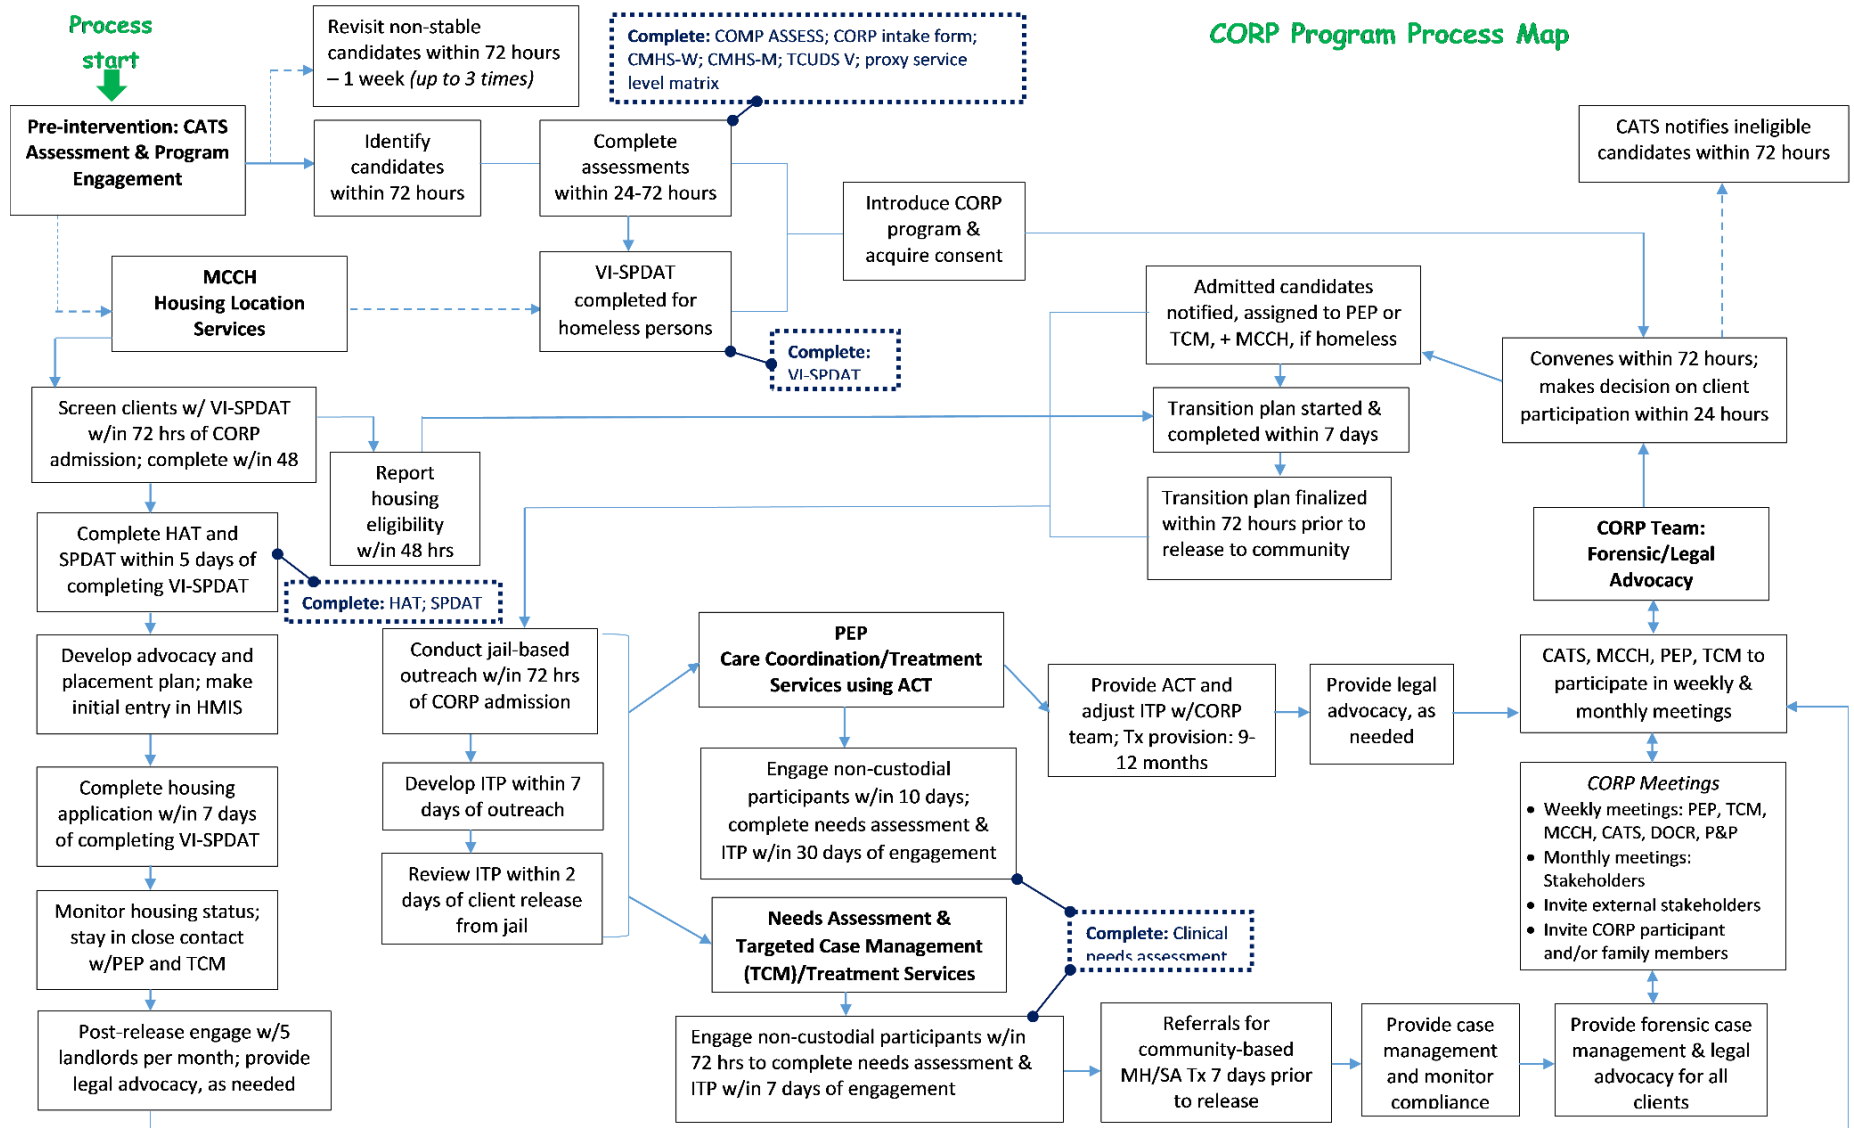 Process
start
CORP Program Process Map
Revisit non-stable
candidates within 72 hours
– 1 week (up to 3 times)
Complete: COMP ASSESS; CORP intake form;
CMHS-W; CMHS-M; TCUDS V; proxy service
level matrix
Pre-intervention: CATS
Assessment & Program
Engagement
Identify
candidates
within 72 hours
Complete
assessments
within 24-72 hours
CATS notifies ineligible
candidates within 72 hours
Introduce CORP
program &
acquire consent
MCCH
Housing Location
Services
VI-SPDAT
completed for
homeless persons
Complete:
VI-SPDAT
Admitted candidates
notified, assigned to PEP or
TCM, + MCCH, if homeless
Convenes within 72 hours;
makes decision on client
participation within 24 hours
Screen clients w/ VI-SPDAT
w/in 72 hrs of CORP
admission; complete w/in 48
Report
housing
eligibility
w/in 48 hrs
Transition plan started &
completed within 7 days
Transition plan finalized
within 72 hours prior to
release to community
CORP Team:
Forensic/Legal
Advocacy
Complete HAT and
SPDAT within 5 days of
completing VI-SPDAT
Complete: HAT; SPDAT
Conduct jail-based
outreach w/in 72 hrs
of CORP admission
PEP
Care Coordination/Treatment
Services using ACT
Develop advocacy and
placement plan; make
initial entry in HMIS
Provide ACT and
adjust ITP w/CORP
team; Tx provision: 9-
12 months
Provide legal
advocacy, as
needed
CATS, MCCH, PEP, TCM to
participate in weekly &
monthly meetings
Develop ITP within 7
days of outreach
Engage non-custodial
participants w/in 10 days;
complete needs assessment &
ITP w/in 30 days of engagement
Complete housing
application w/in 7 days
of completing VI-SPDAT
CORP Meetings
• Weekly meetings: PEP, TCM,
MCCH, CATS, DOCR, P&P
• Monthly meetings:
Stakeholders
• Invite external stakeholders
• Invite CORP participant
and/or family members
Review ITP within 2
days of client release
from jail
Monitor housing status;
stay in close contact
w/PEP and TCM
Needs Assessment &
Targeted Case Management
(TCM)/Treatment Services
Complete: Clinical
needs assessment
Post-release engage w/5
landlords per month; provide
legal advocacy, as needed
Engage non-custodial participants w/in
72 hrs to complete needs assessment &
ITP w/in 7 days of engagement
Referrals for
community-based
MH/SA Tx 7 days prior
to release
Provide case
management
and monitor
compliance
Provide forensic case
management & legal
advocacy for all
clients